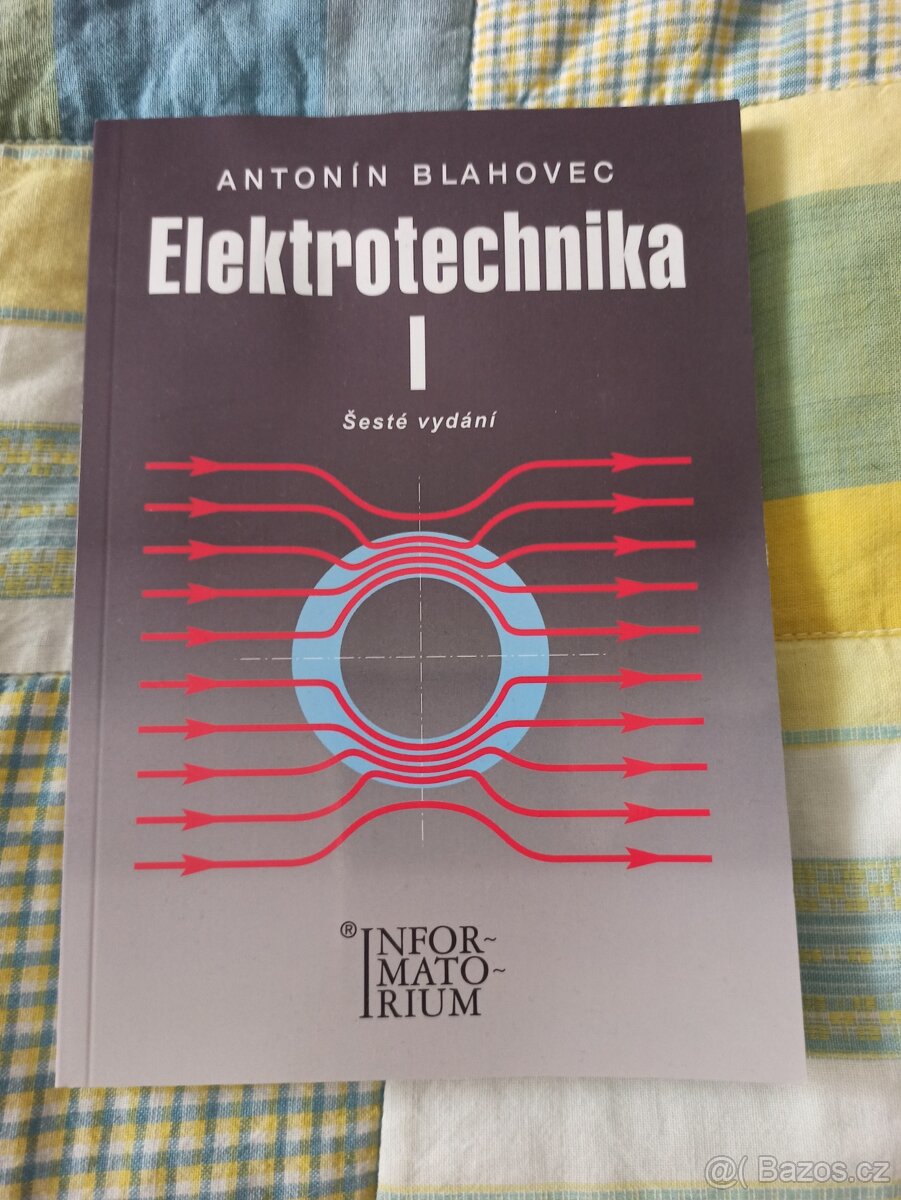 ANTONÍN BLAHOVEC
Elektrotechnika
I
Šesté vydání
®INFOR~
MATO~
RIUM
@( Bazos.cz